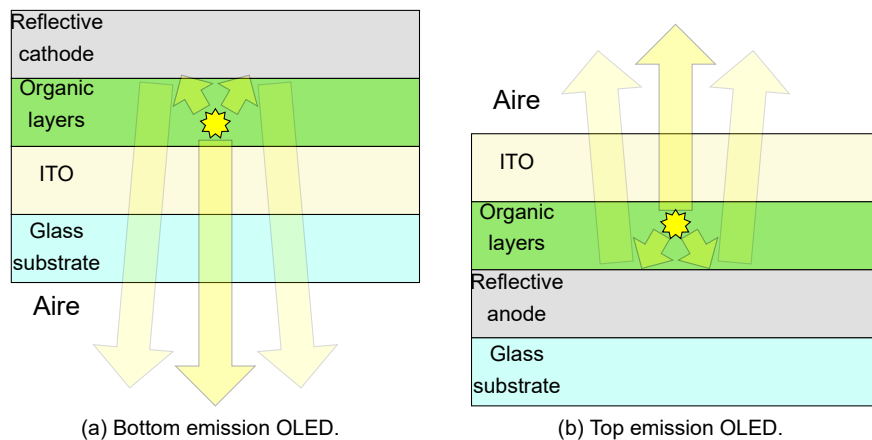 Reflective
cathode
Organic
layers
ITO
Glass
substrate
Aire
(a) Bottom emission OLED.
Aire
ITO
Organic
layers
Reflective
anode
Glass
substrate
(b) Top emission OLED.